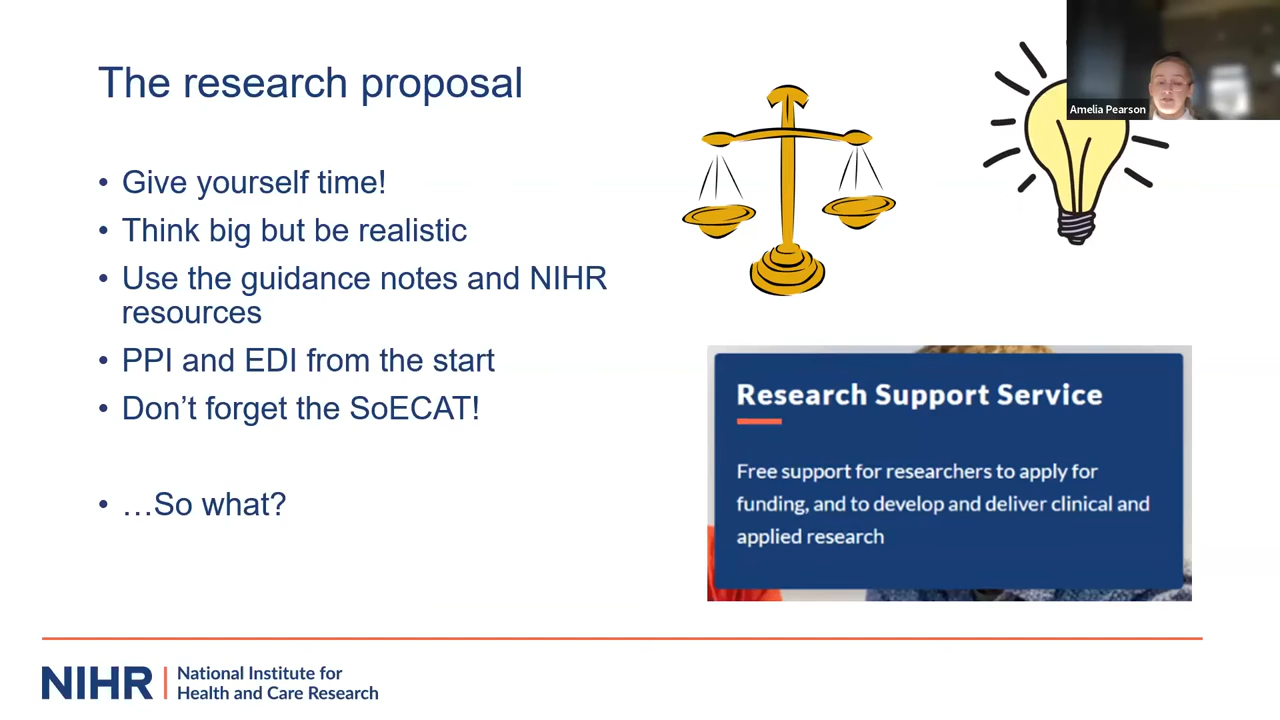 The research proposal
Amelia Pearson
• Give yourself time!
• Think big but be realistic
• Use the guidance notes and NIHR
resources
• PPI and EDI from the start
• Don’t forget the SoECAT!
• …So what?
Research Support Service
Free support for researchers to apply for
funding, and to develop and deliver clinical and
applied research
NIHR
National Institute for
Health and Care Research